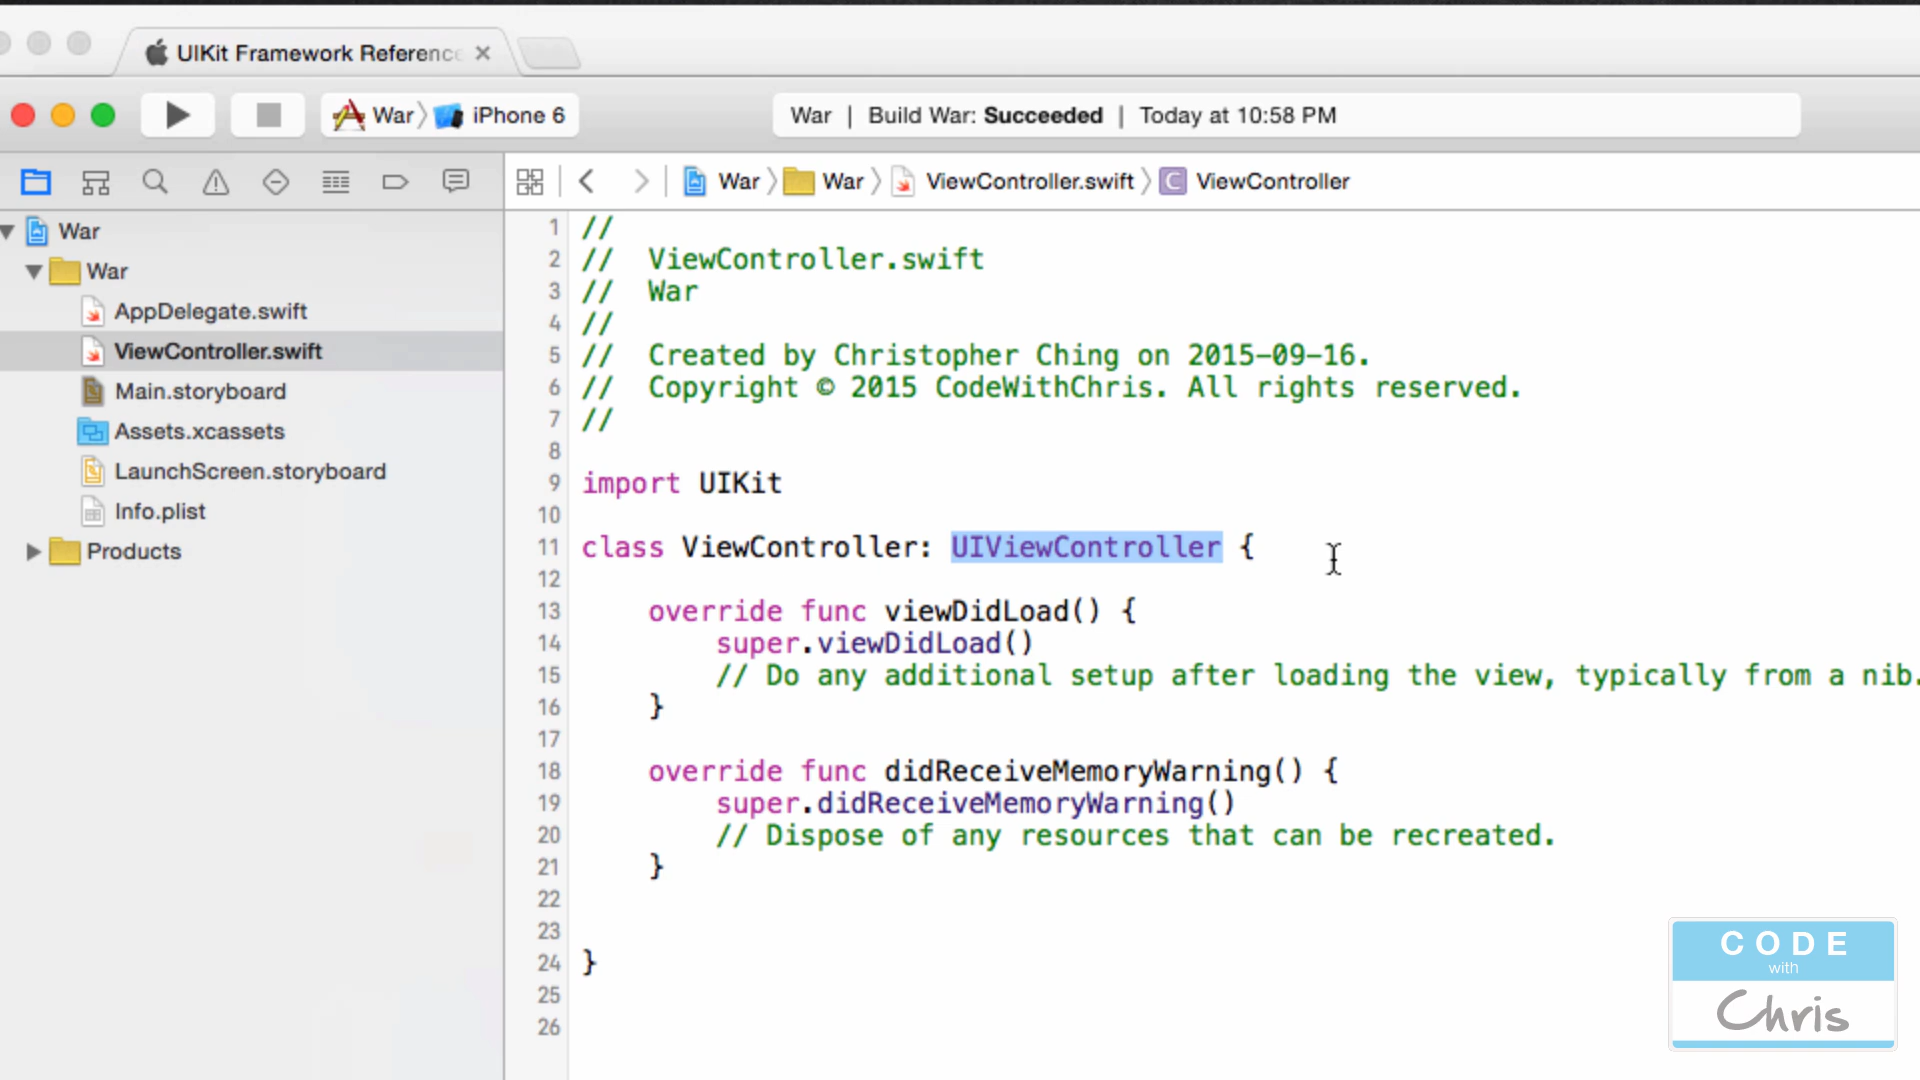 UIKit Framework Reference
War iPhone 6
War | Build War: Succeeded | Today at 10:58 PM
War War ViewController.swift C ViewController
War
War
AppDelegate.swift
ViewController.swift
Main.storyboard
Assets.xcassets
LaunchScreen.storyboard
Info.plist
Products
1 //
2 //  ViewController.swift
3 //  War
4 //
5 //  Created by Christopher Ching on 2015-09-16.
6 //  Copyright © 2015 CodeWithChris. All rights reserved.
7 //
8
9 import UIKit
10
11 class ViewController: UIViewController {
12
13     override func viewDidLoad() {
14         super.viewDidLoad()
15         // Do any additional setup after loading the view, typically from a nib.
16     }
17
18     override func didReceiveMemoryWarning() {
19         super.didReceiveMemoryWarning()
20         // Dispose of any resources that can be recreated.
21     }
22
23
24 }
25
26
CODE
with
Chris